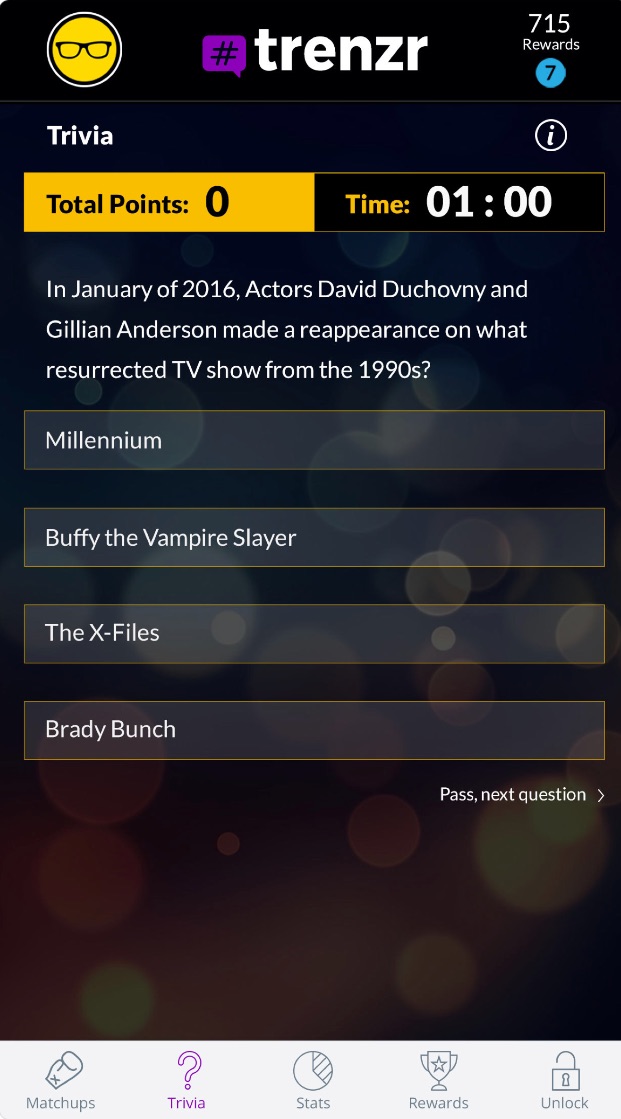 #trenzr
715
Rewards
7
Trivia
i
Total Points: 0
Time: 01 : 00
In January of 2016, Actors David Duchovny and
Gillian Anderson made a reappearance on what
resurrected TV show from the 1990s?
Millennium
Buffy the Vampire Slayer
The X-Files
Brady Bunch
Pass, next question >
Matchups
Trivia
Stats
Rewards
Unlock